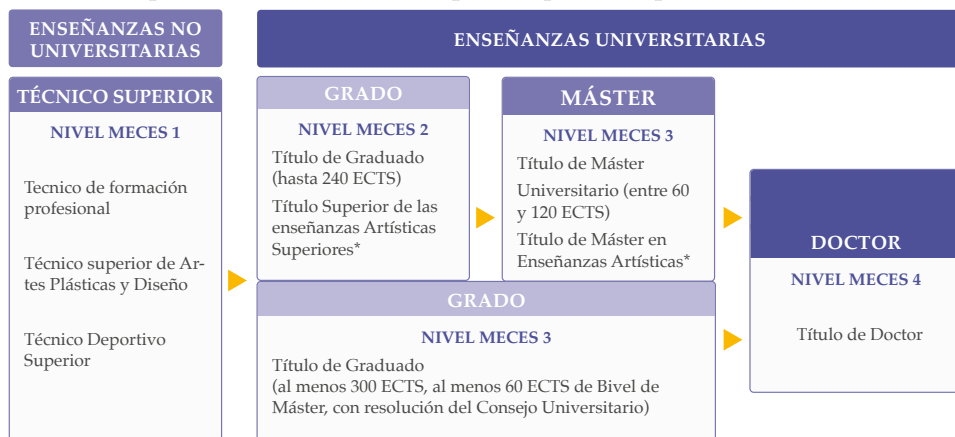 ENSEÑANZAS NO
UNIVERSITARIAS
ENSEÑANZAS UNIVERSITARIAS
TÉCNICO SUPERIOR
NIVEL MECES 1
Tecnico de formación
profesional
Técnico superior de Ar-
tes Plásticas y Diseño
Técnico Deportivo
Superior
GRADO
NIVEL MECES 2
Título de Graduado
(hasta 240 ECTS)
Título Superior de las
enseñanzas Artísticas
Superiores*
MÁSTER
NIVEL MECES 3
Título de Máster
Universitario (entre 60
y 120 ECTS)
Título de Máster en
Enseñanzas Artísticas*
GRADO
NIVEL MECES 3
Título de Graduado
(al menos 300 ECTS, al menos 60 ECTS de Bivel de
Máster, con resolución del Consejo Universitario)
DOCTOR
NIVEL MECES 4
Título de Doctor